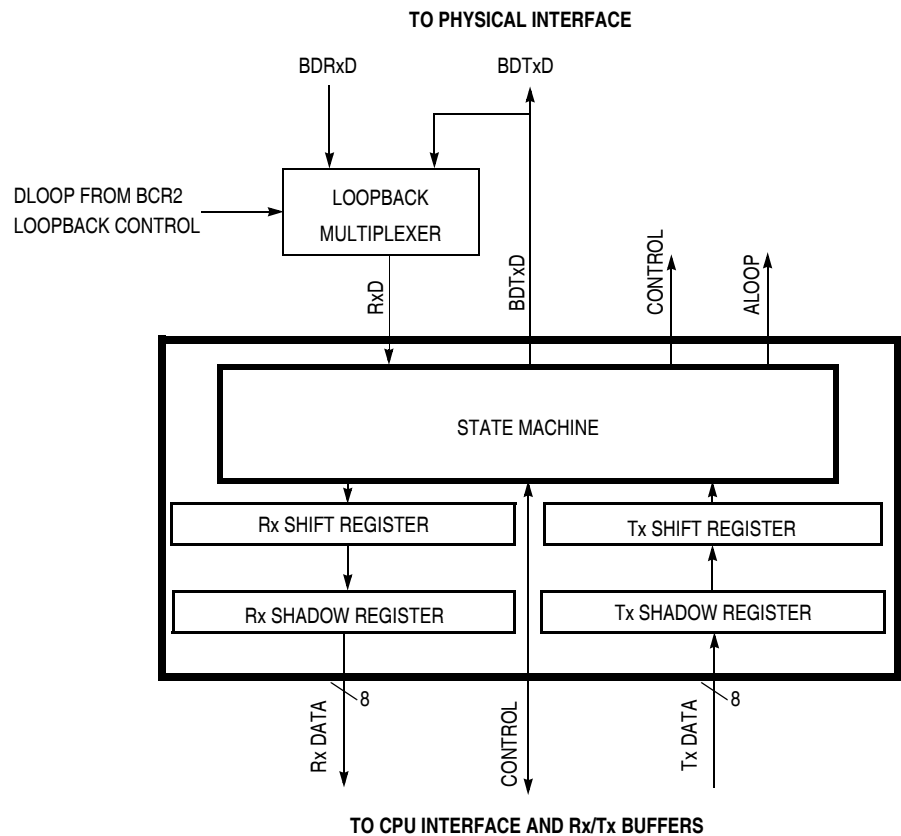 TO PHYSICAL INTERFACE
BDRxD
BDTxD
DLOOP FROM BCR2
LOOPBACK CONTROL
LOOPBACK
MULTIPLEXER
RxD
BDTxD
CONTROL
ALOOP
STATE MACHINE
Rx SHIFT REGISTER
Tx SHIFT REGISTER
Rx SHADOW REGISTER
Tx SHADOW REGISTER
8
8
Rx DATA
CONTROL
Tx DATA
TO CPU INTERFACE AND Rx/Tx BUFFERS